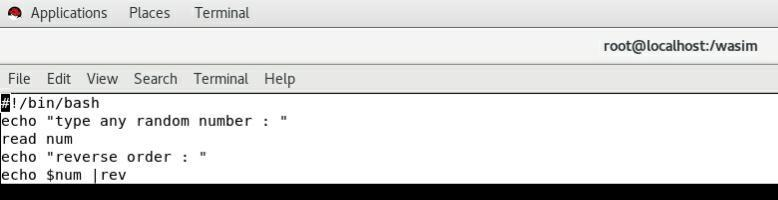 Applications Places Terminal
root@localhost:/wasim
File Edit View Search Terminal Help
#!/bin/bash
echo "type any random number : "
read num
echo "reverse order : "
echo $num |rev